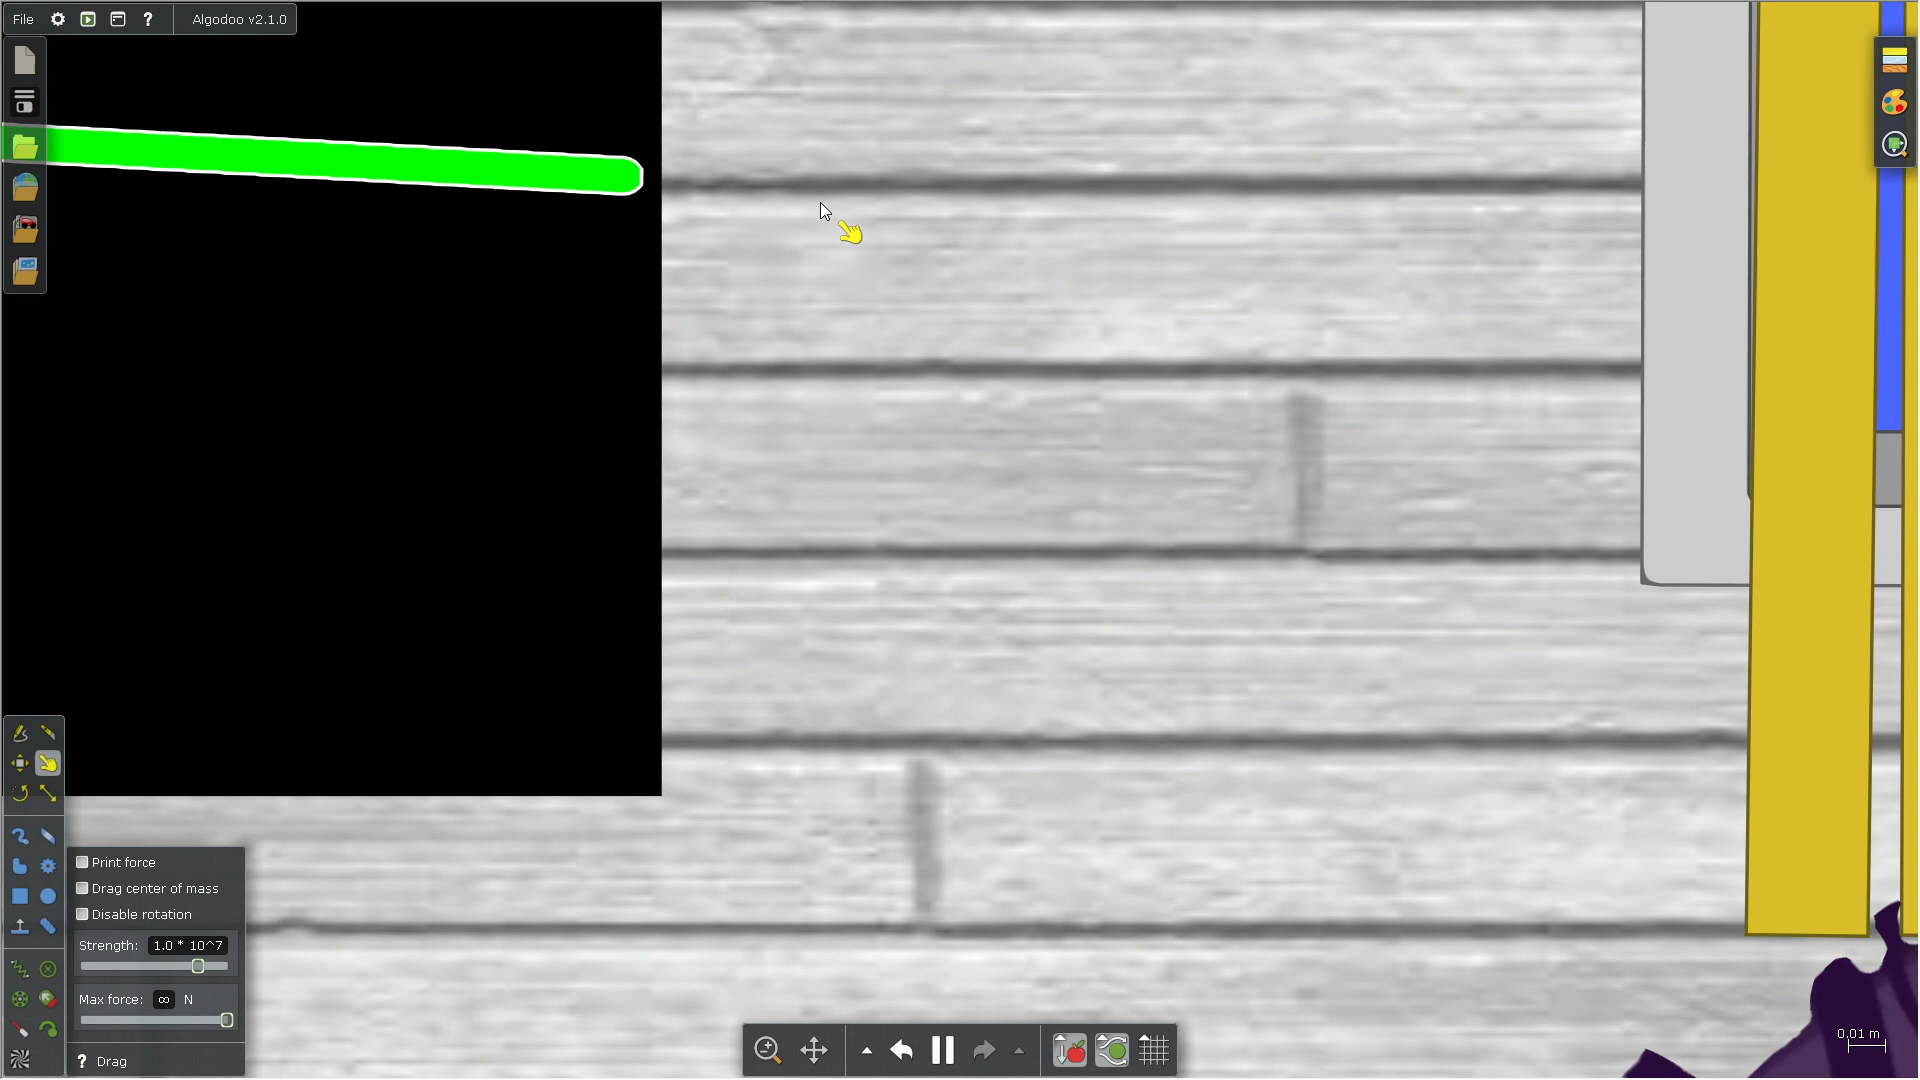 File ? Algodoo v2.1.0
Print force
Drag center of mass
Disable rotation
Strength: 1.0 * 10^7
Max force: ∞ N
? Drag
0.01 m